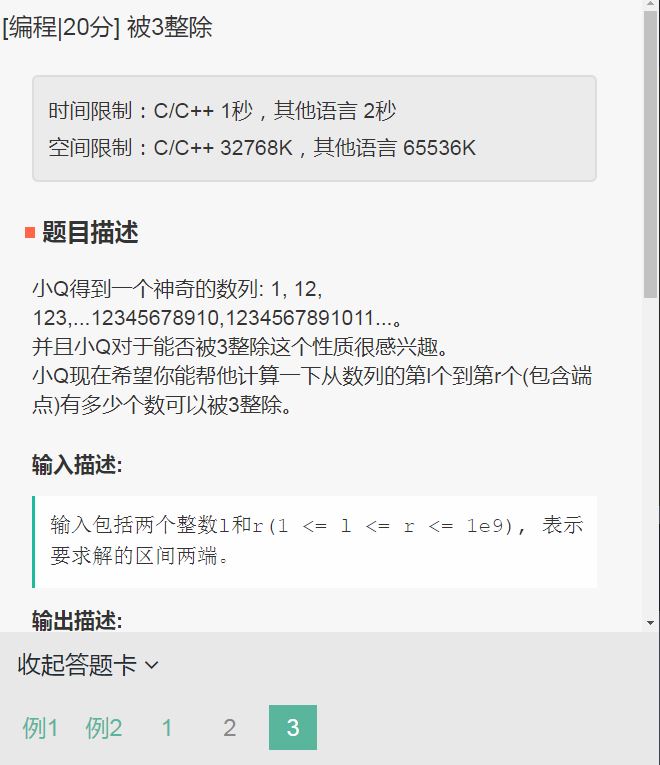 [编程|20分] 被3整除
时间限制：C/C++ 1秒，其他语言 2秒
空间限制：C/C++ 32768K，其他语言 65536K
题目描述
小Q得到一个神奇的数列: 1, 12,
123,...12345678910,1234567891011...。
并且小Q对于能否被3整除这个性质很感兴趣。
小Q现在希望你能帮他计算一下从数列的第l个到第r个(包含端
点)有多少个数可以被3整除。
输入描述:
输入包括两个整数l和r(1 <= l <= r <= 1e9), 表示
要求解的区间两端。
输出描述:
收起答题卡
例1 例2 1 2 3